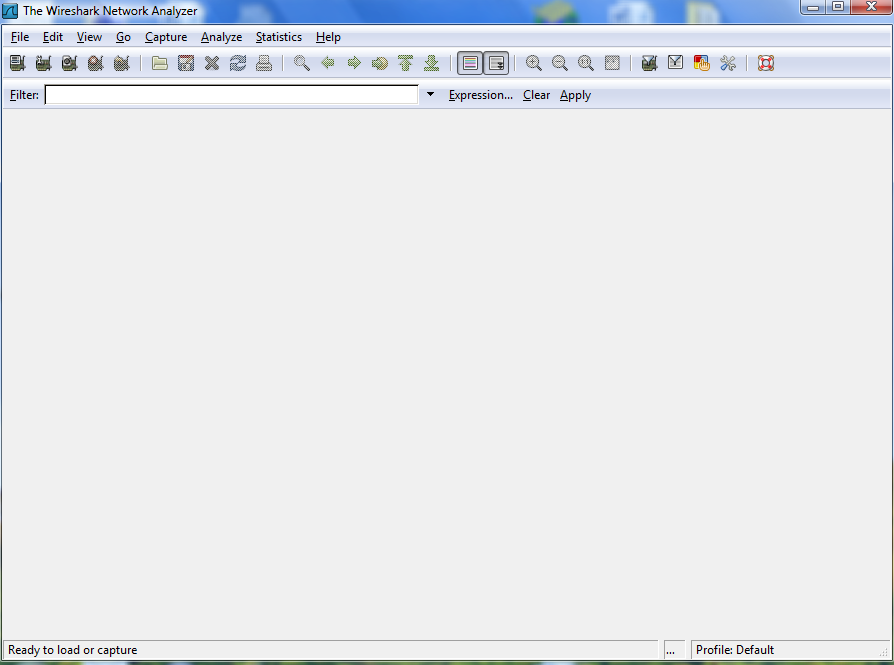 The Wireshark Network Analyzer
File Edit View Go Capture Analyze Statistics Help
Filter: Expression... Clear Apply
Ready to load or capture ... Profile: Default